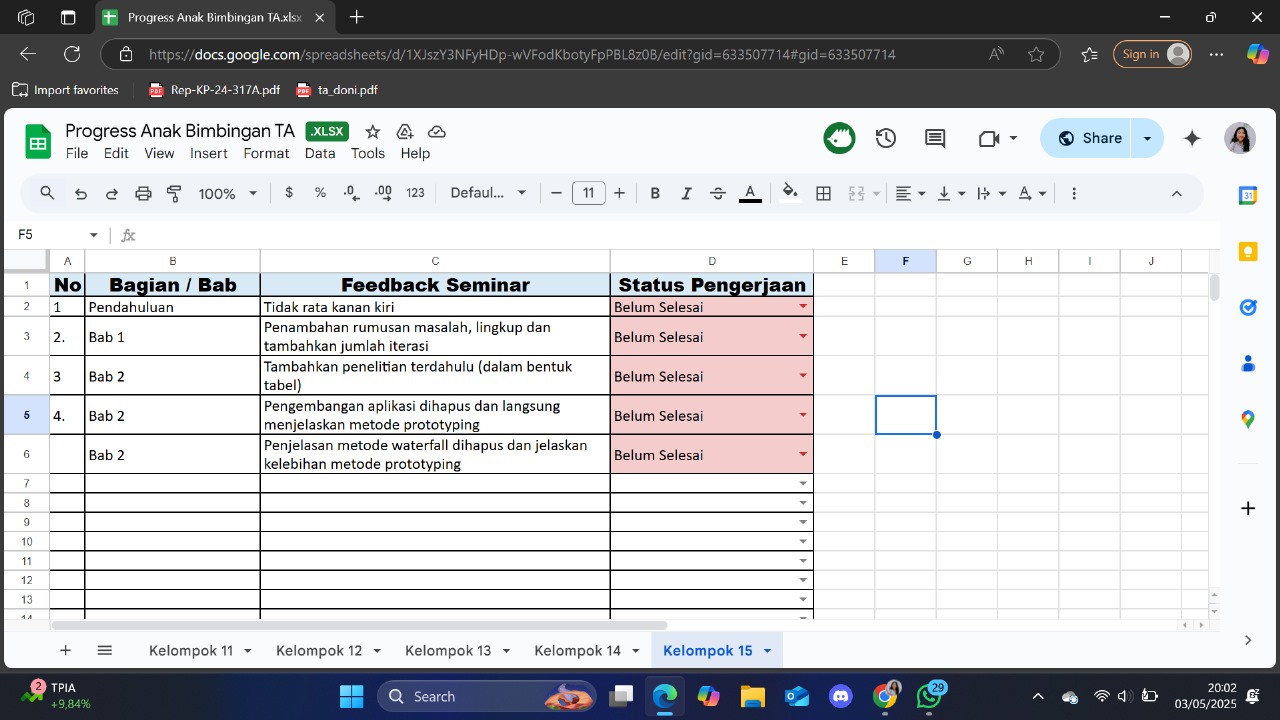 Progress Anak Bimbingan TA.xlsx
https://docs.google.com/spreadsheets/d/1XJszY3NFyHDp-wVFodKbotyFpPBL8z0B/edit?gid=633507714#gid=633507714
Sign in
Import favorites
Rep-KP-24-317A.pdf
ta_doni.pdf
Progress Anak Bimbingan TA
.XLSX
File Edit View Insert Format Data Tools Help
Share
100% $ % .0 .00 123 Defaul... 11 B I S A
F5
fx
A B C D E F G H I J
1 No Bagian / Bab Feedback Seminar Status Pengerjaan
2 1 Pendahuluan Tidak rata kanan kiri Belum Selesai
3 2. Bab 1 Penambahan rumusan masalah, lingkup dan
tambahkan jumlah iterasi Belum Selesai
4 3 Bab 2 Tambahkan penelitian terdahulu (dalam bentuk
tabel) Belum Selesai
5 4. Bab 2 Pengembangan aplikasi dihapus dan langsung
menjelaskan metode prototyping Belum Selesai
6 Bab 2 Penjelasan metode waterfall dihapus dan jelaskan
kelebihan metode prototyping Belum Selesai
7
8
9
10
11
12
13
14
Kelompok 11 Kelompok 12 Kelompok 13 Kelompok 14 Kelompok 15
2
TPIA
+9,84%
Search
29
20:02
03/05/2025